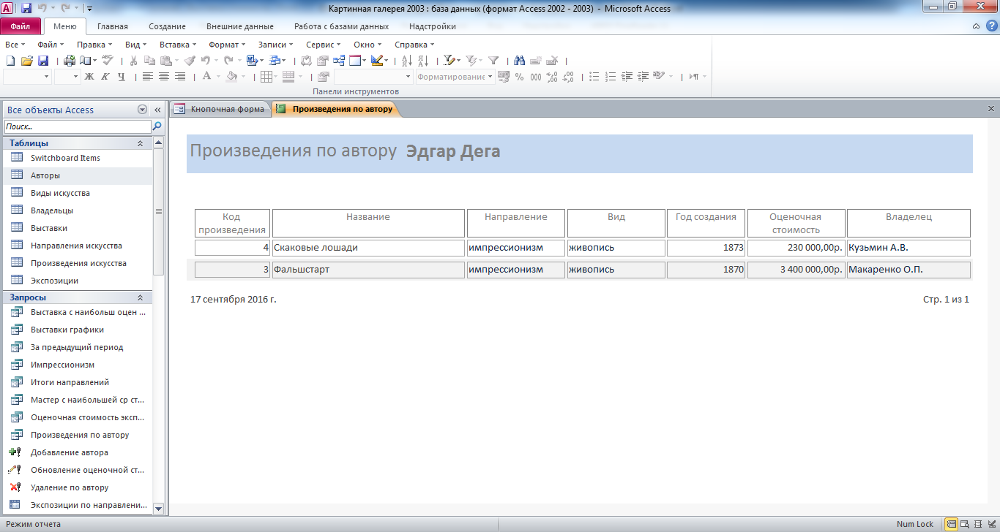 Картинная галерея 2003 : база данных (формат Access 2002 - 2003) - Microsoft Access
Файл Меню Главная Создание Внешние данные Работа с базами данных Надстройки
Все Файл Правка Вид Вставка Формат Записи Сервис Окно Справка
Ж К Ч А Форматирование % 000
Панели инструментов
Все объекты Access
Поиск...
Таблицы
Switchboard Items
Авторы
Виды искусства
Владельцы
Выставки
Направления искусства
Произведения искусства
Экспозиции
Запросы
Выставка с наибольш оцен ...
Выставки графики
За предыдущий период
Импрессионизм
Итоги направлений
Мастер с наибольшей ср ст...
Оценочная стоимость эксп...
Произведения по автору
Добавление автора
Обновление оценочной ст...
Удаление по автору
Экспозиции по направлени...
Кнопочная форма Произведения по автору
Произведения по автору Эдгар Дега
Код произведения Название Направление Вид Год создания Оценочная стоимость Владелец
4 Скаковые лошади импрессионизм живопись 1873 230 000,00р. Кузьмин А.В.
3 Фальшстарт импрессионизм живопись 1870 3 400 000,00р. Макаренко О.П.
17 сентября 2016 г. Стр. 1 из 1
Режим отчета Num Lock